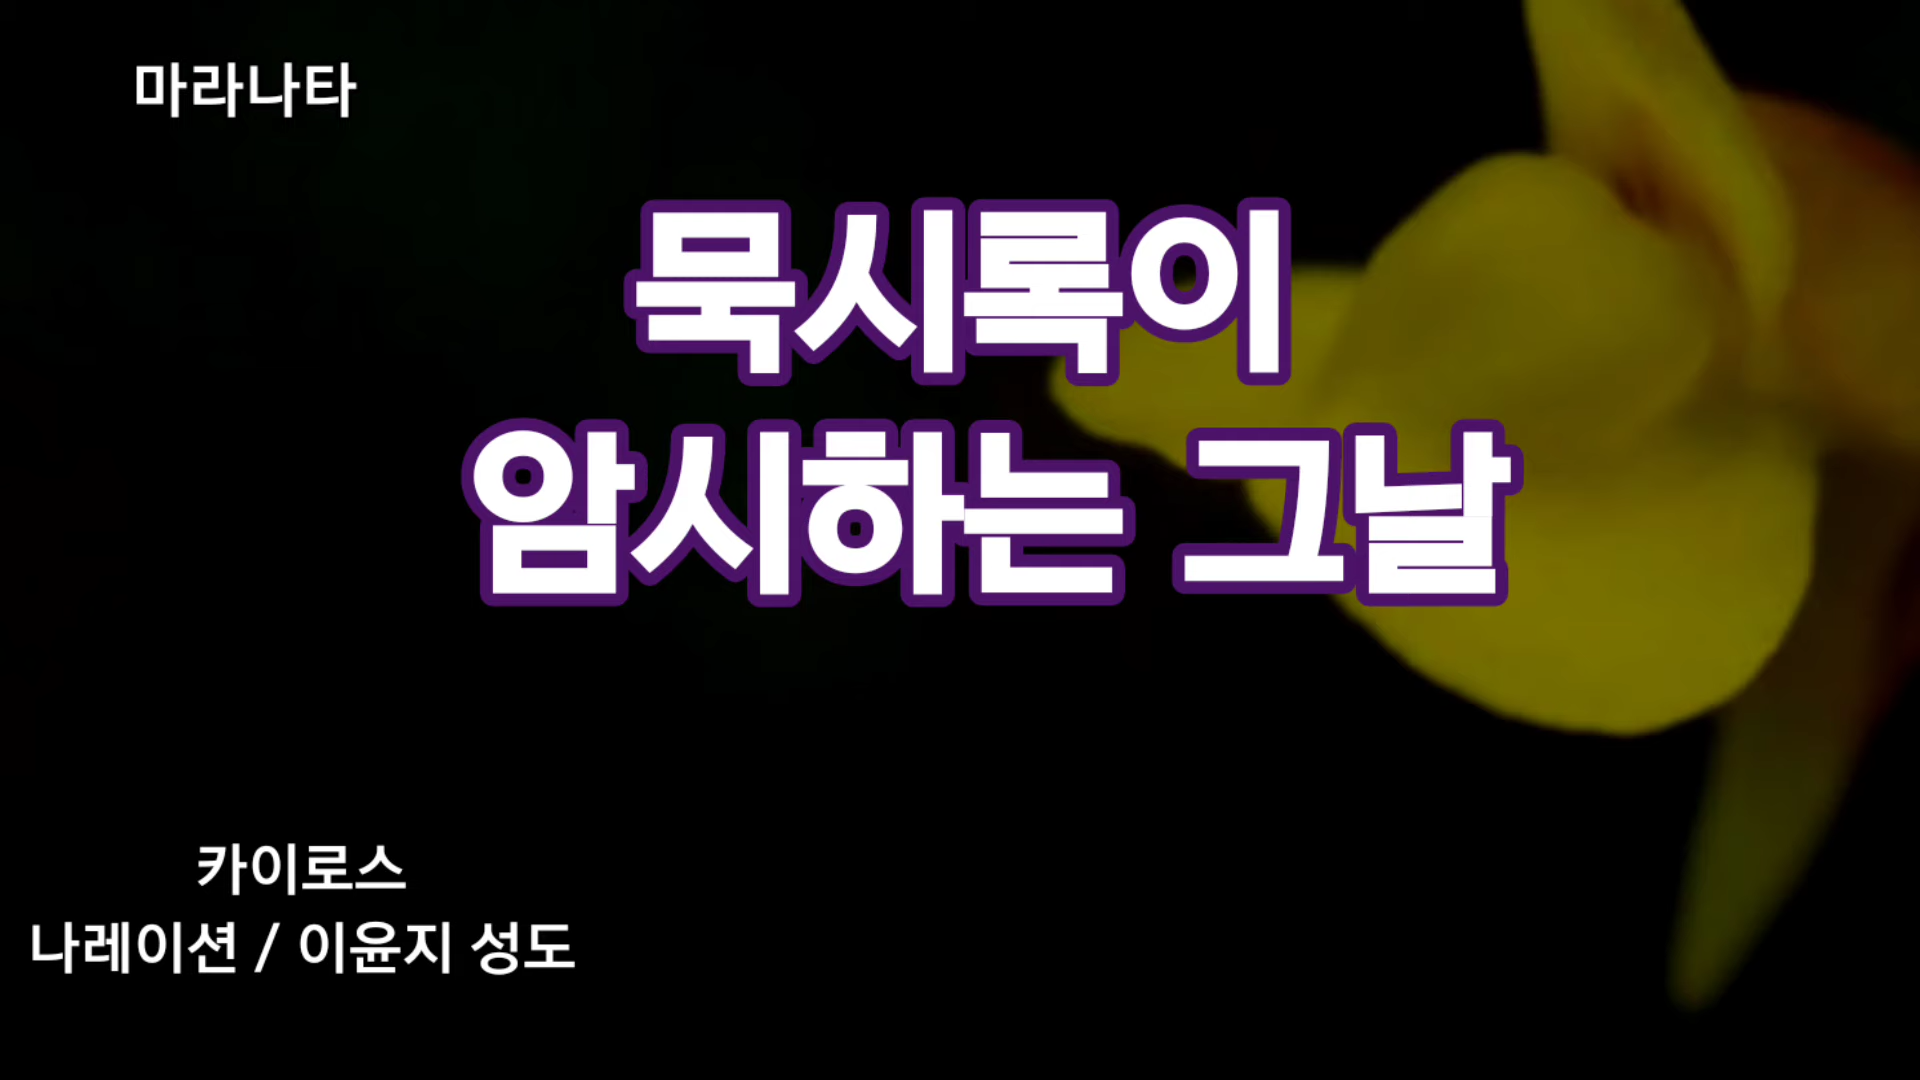 마라나타
묵시록이
암시하는 그날
카이로스
나레이션 / 이윤지 성도